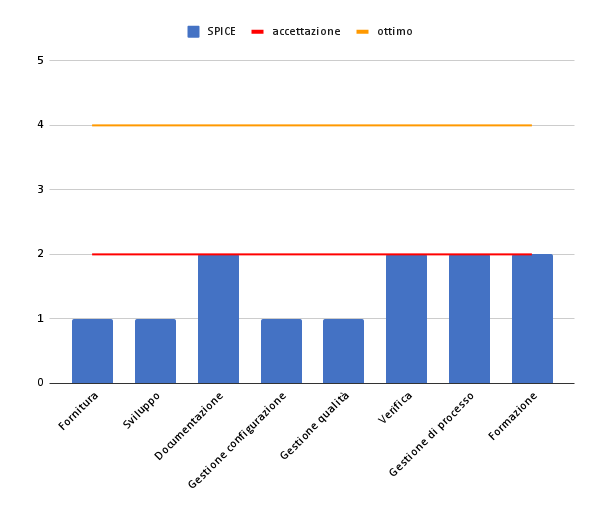 SPICE accettazione ottimo
5
4
3
2
1
0
Fornitura
Sviluppo
Documentazione
Gestione configurazione
Gestione qualità
Verifica
Gestione di processo
Formazione